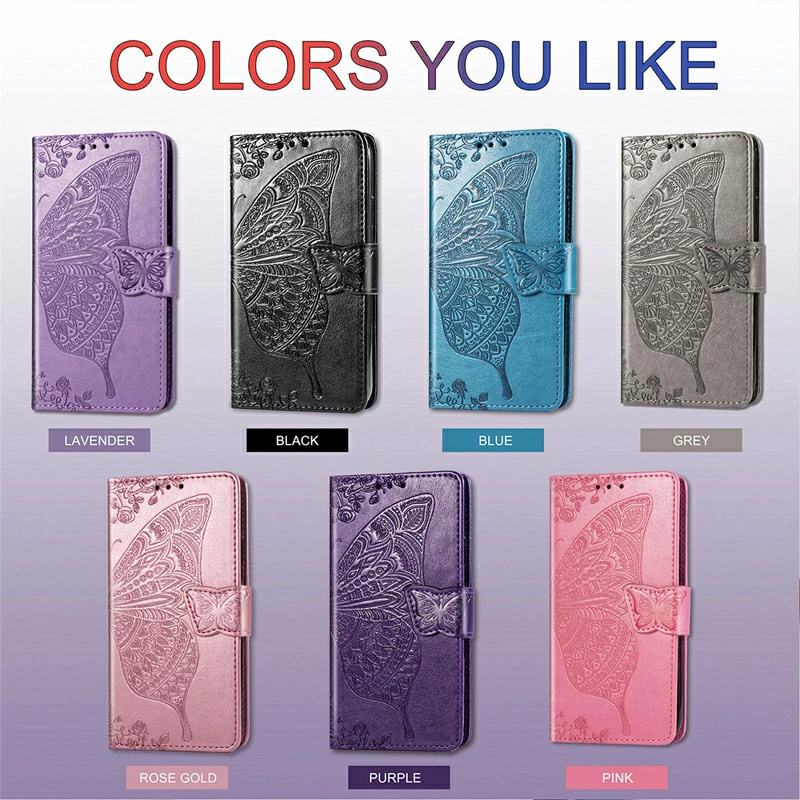 COLORS YOU LIKE
LAVENDER
BLACK
BLUE
GREY
ROSE GOLD
PURPLE
PINK